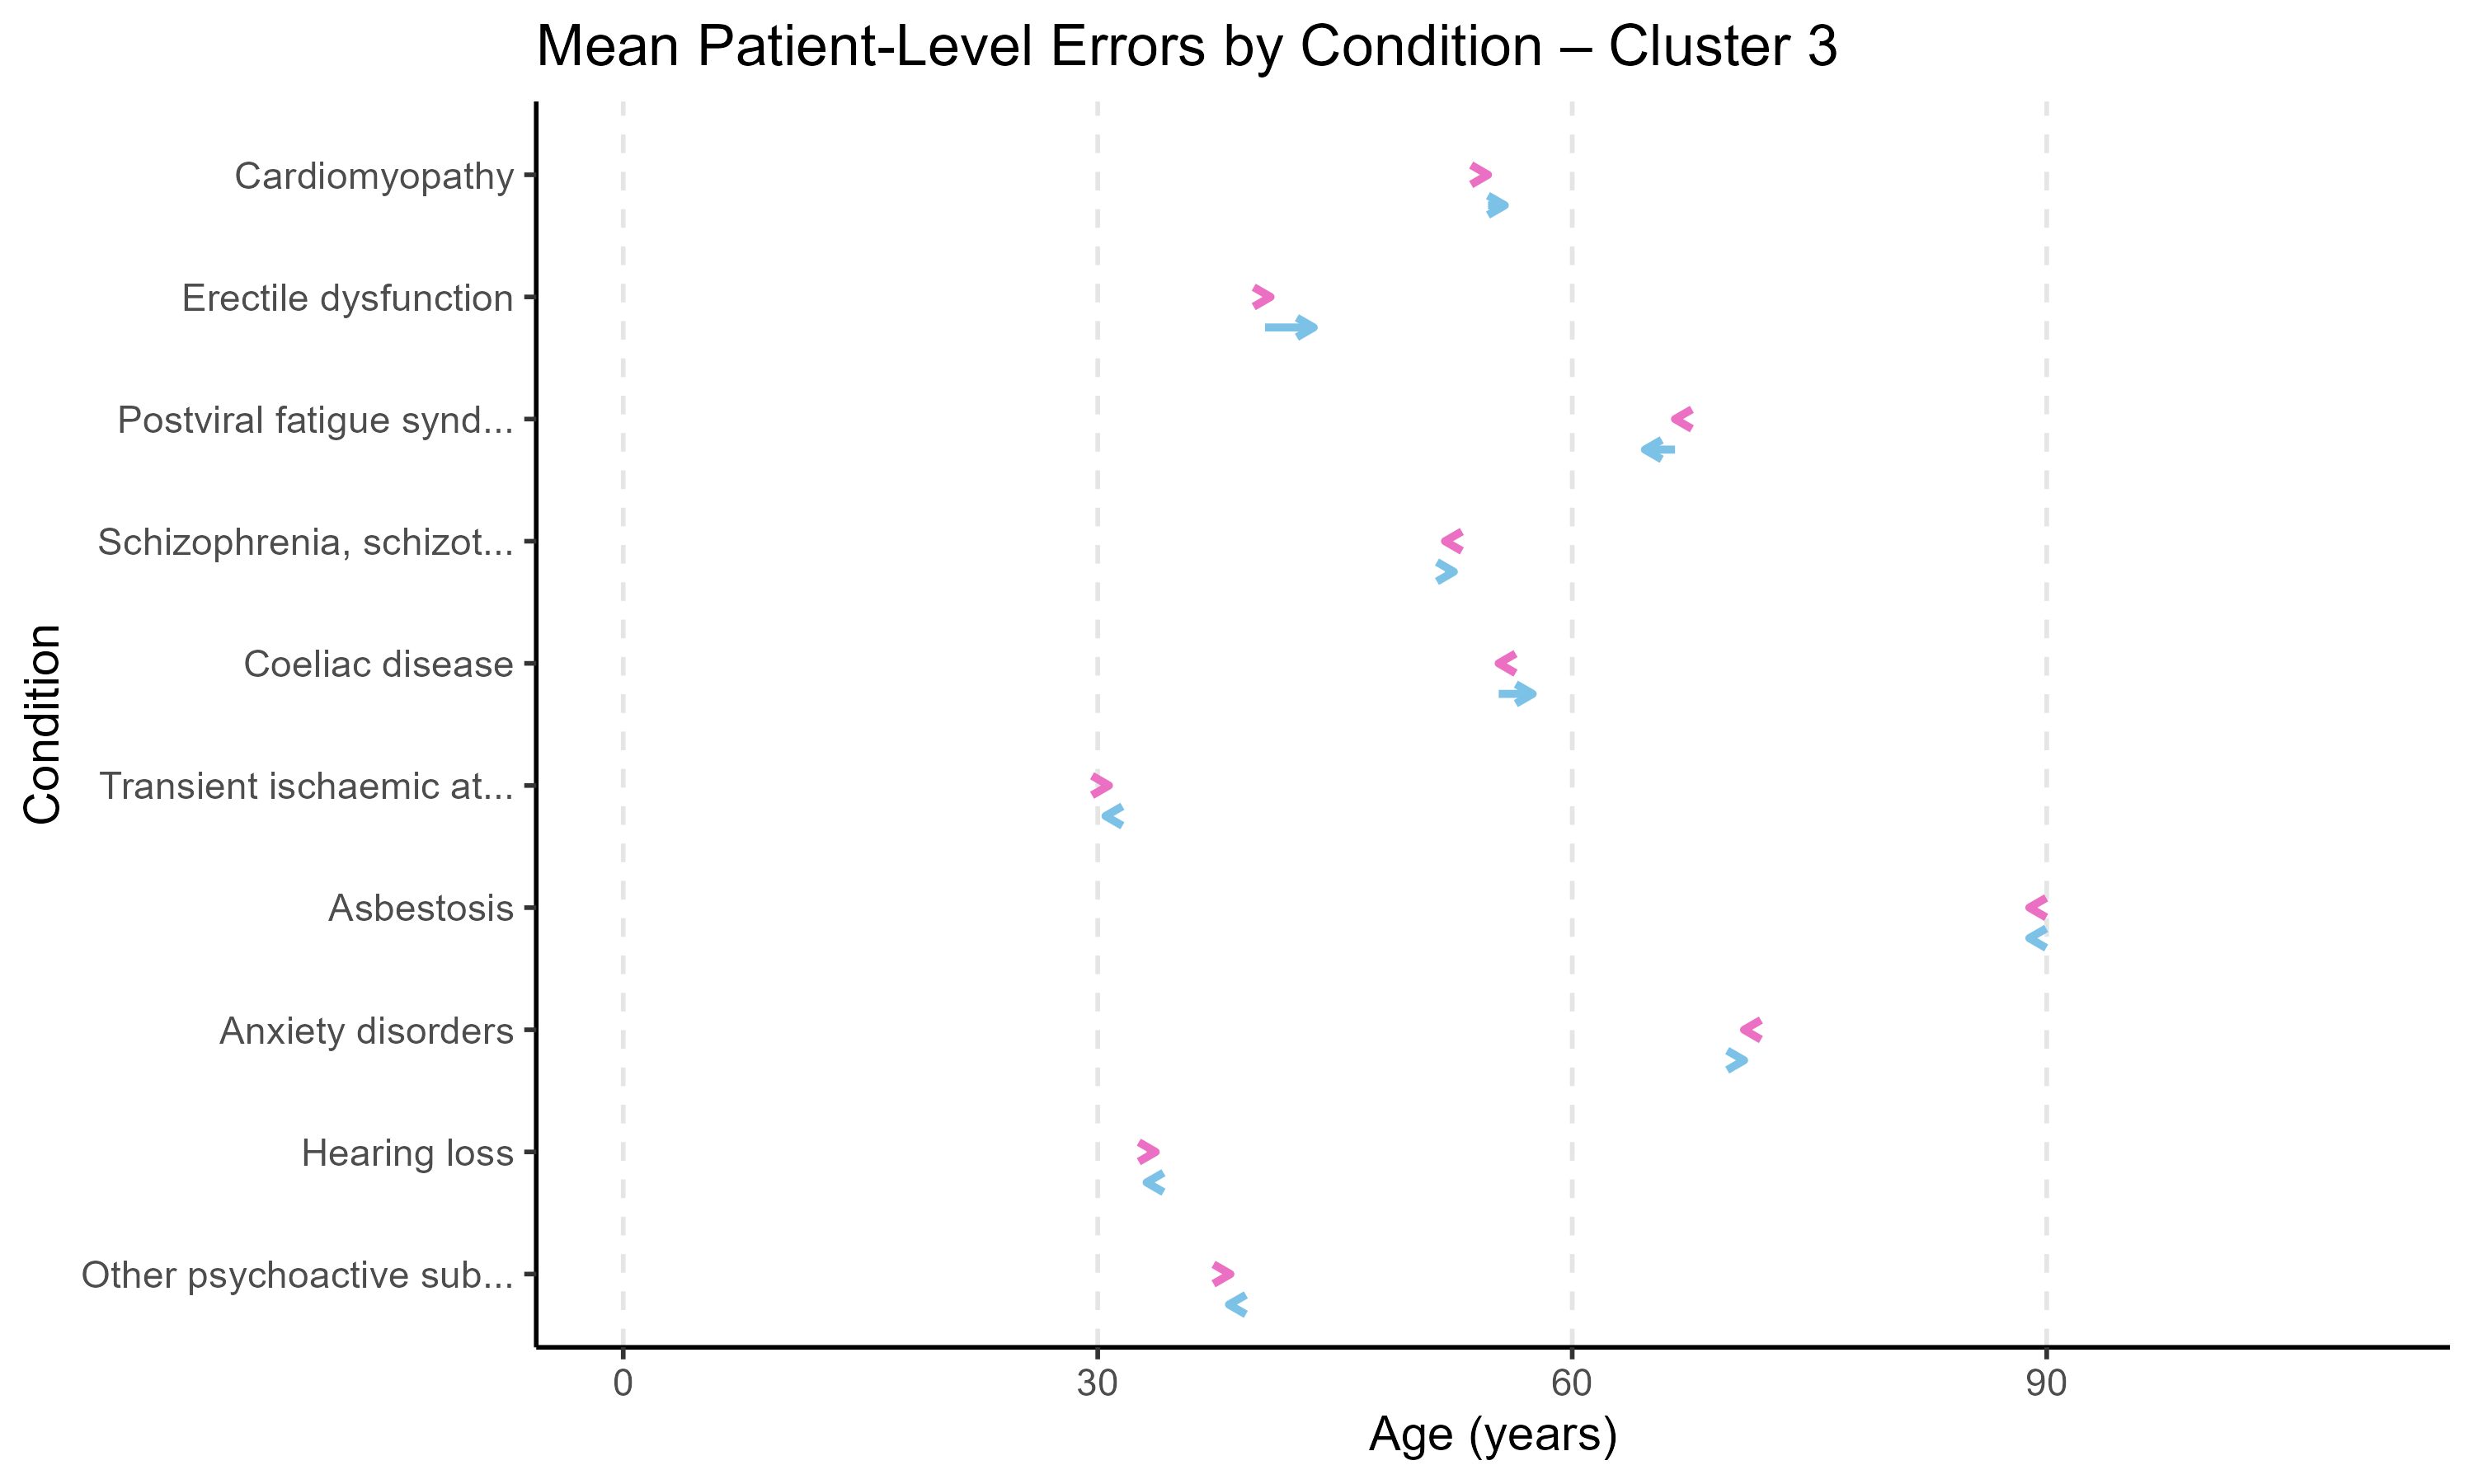 Mean Patient-Level Errors by Condition – Cluster 3
Condition
Cardiomyopathy
Erectile dysfunction
Postviral fatigue synd...
Schizophrenia, schizot...
Coeliac disease
Transient ischaemic at...
Asbestosis
Anxiety disorders
Hearing loss
Other psychoactive sub...
0 30 60 90
Age (years)